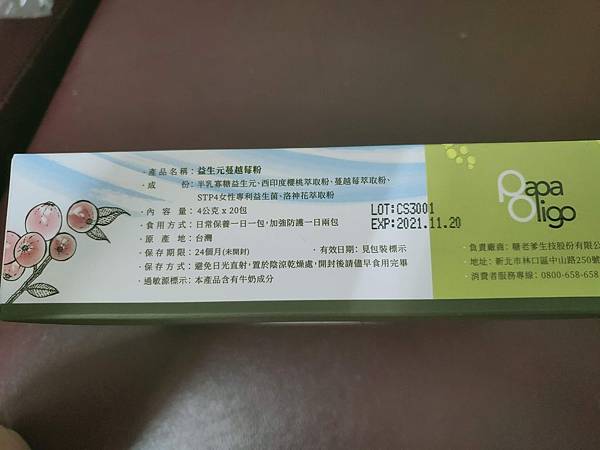 ·產品名稱: 益生元蔓越莓粉
·成　　份: 半乳寡糖益生元、西印度櫻桃萃取粉、蔓越莓萃取粉、
STP4女性專利益生菌、洛神花萃取粉
·內 容 量: 4公克 x 20包
·食用方式: 日常保養一日一包，加強防護一日兩包
·原 產 地: 台灣
·保存期限: 24個月(未開封)　·有效日期: 見包裝標示
·保存方式: 避免日光直射，置於陰涼乾燥處，開封後請儘早食用完畢
·過敏源標示: 本產品含有牛奶成分
LOT:CS3001
EXP:2021.11.20
Papa
Oligo
·負責廠商: 糖老爹生技股份有限公
·地址: 新北市林口區中山路250號
·消費者服務專線: 0800-658-658